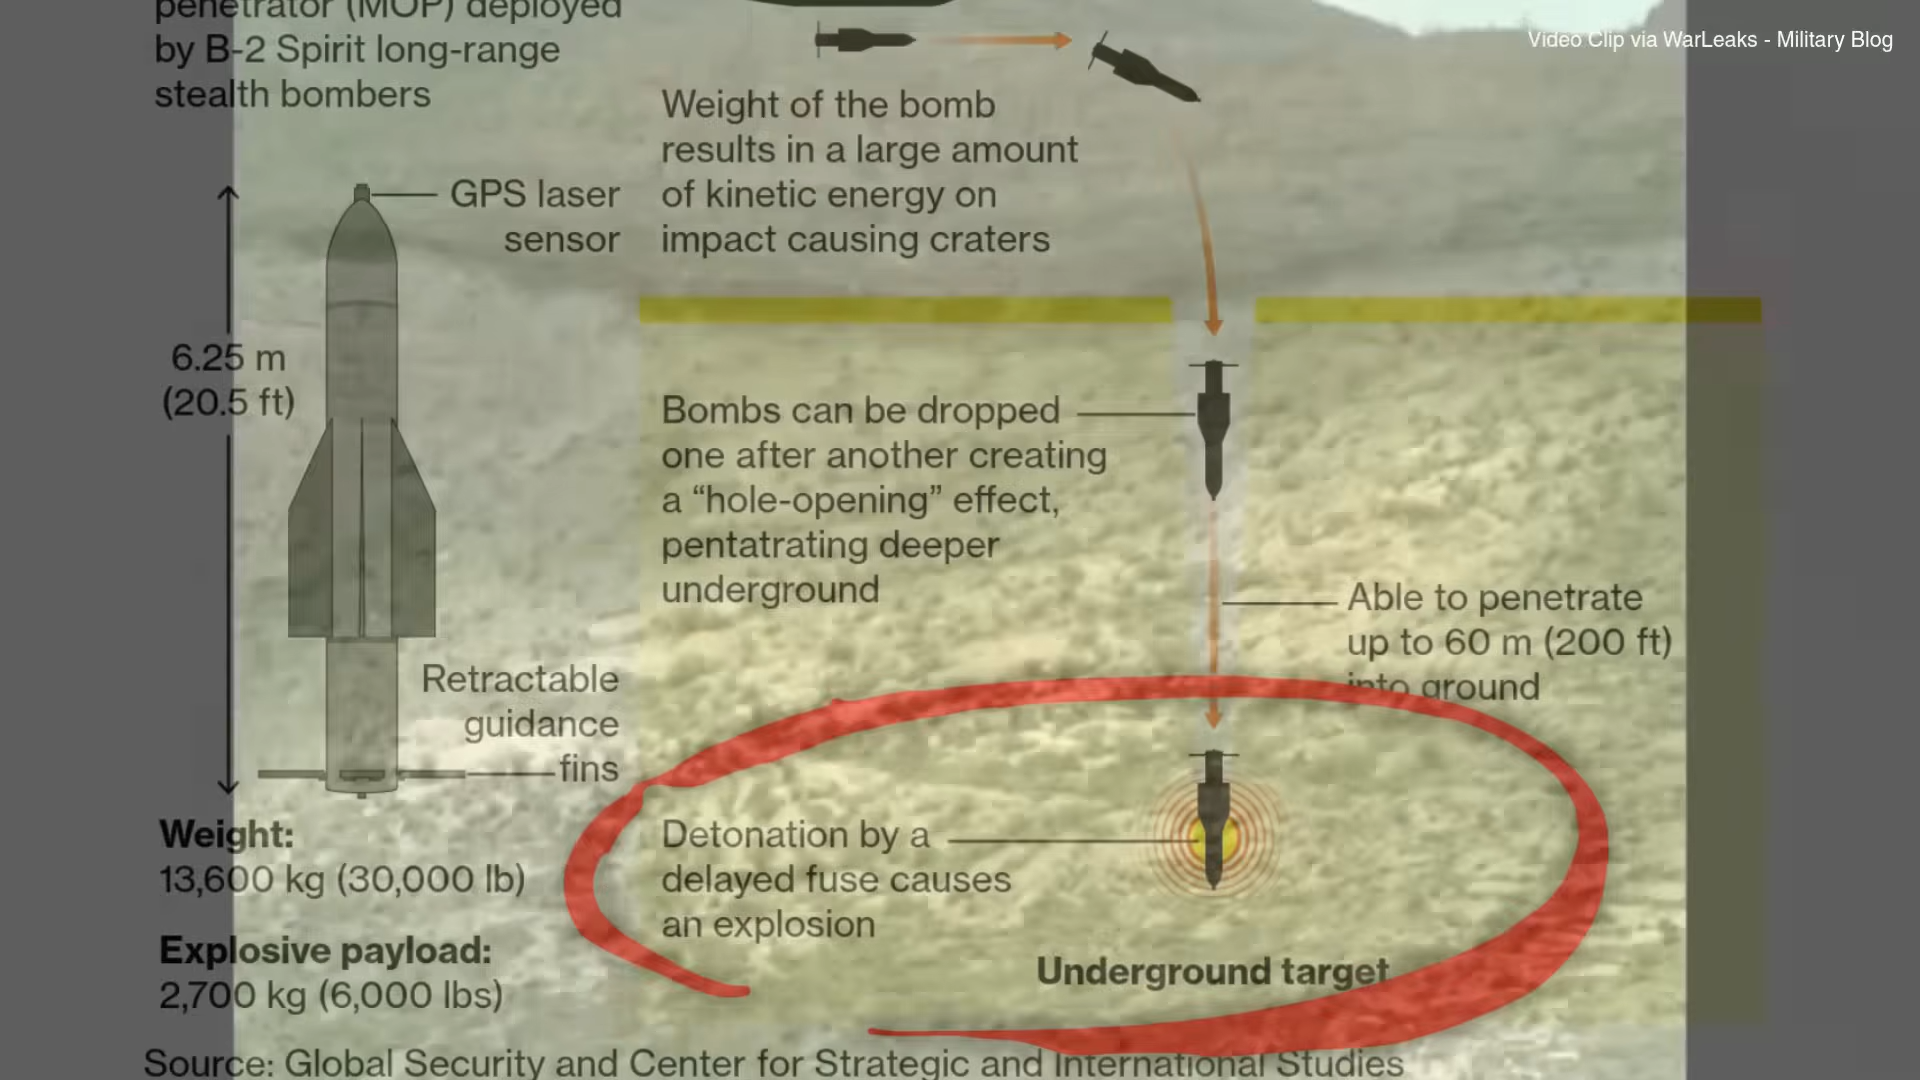 penetrator (MOP) deployed
by B-2 Spirit long-range
stealth bombers
Video Clip via WarLeaks - Military Blog
Weight of the bomb
results in a large amount
of kinetic energy on
impact causing craters
GPS laser
sensor
6.25 m
(20.5 ft)
Bombs can be dropped
one after another creating
a “hole-opening” effect,
pentatrating deeper
underground
Able to penetrate
up to 60 m (200 ft)
into ground
Retractable
guidance
fins
Weight:
13,600 kg (30,000 lb)
Detonation by a
delayed fuse causes
an explosion
Explosive payload:
2,700 kg (6,000 lbs)
Underground target
Source: Global Security and Center for Strategic and International Studies